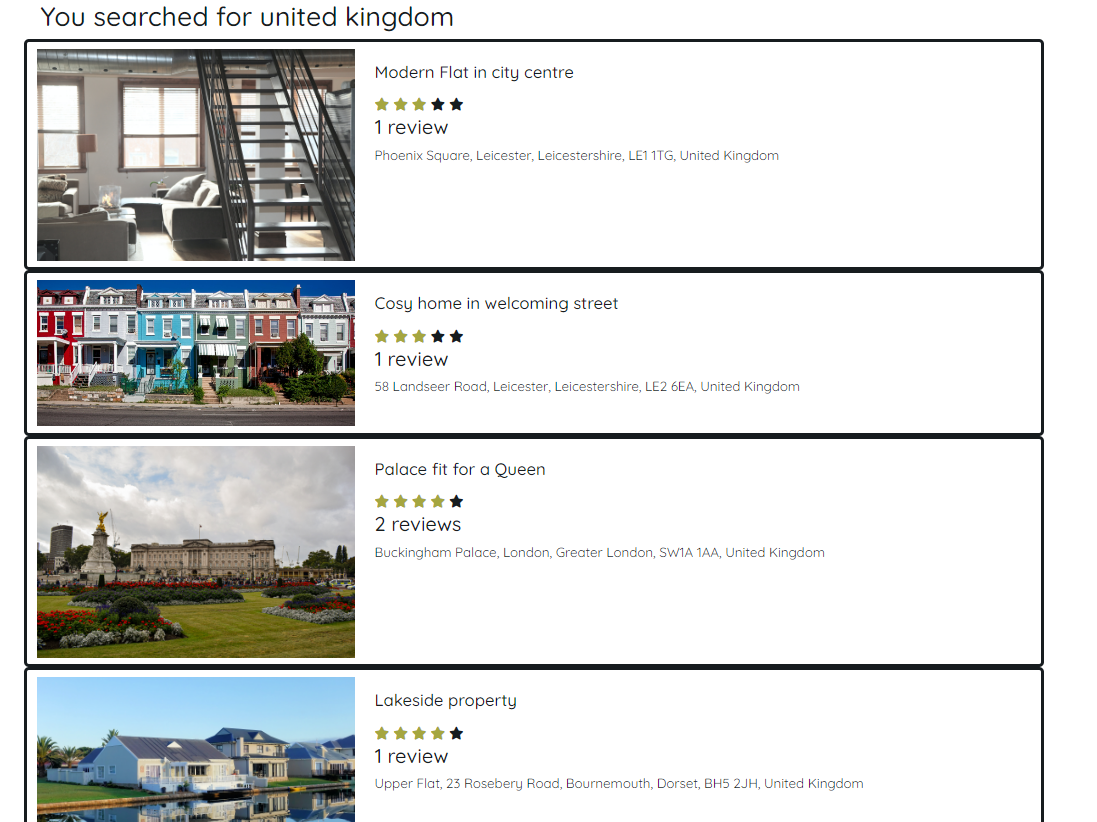 You searched for united kingdom
Modern Flat in city centre
1 review
Phoenix Square, Leicester, Leicestershire, LE1 1TG, United Kingdom
Cosy home in welcoming street
1 review
58 Landseer Road, Leicester, Leicestershire, LE2 6EA, United Kingdom
Palace fit for a Queen
2 reviews
Buckingham Palace, London, Greater London, SW1A 1AA, United Kingdom
Lakeside property
1 review
Upper Flat, 23 Rosebery Road, Bournemouth, Dorset, BH5 2JH, United Kingdom